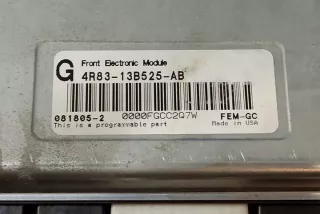 G Front Electronic Module
4R83-13B525-AB
081805-2 0000FGCC2Q7W FEM-GC
This is a programmable part Made in USA